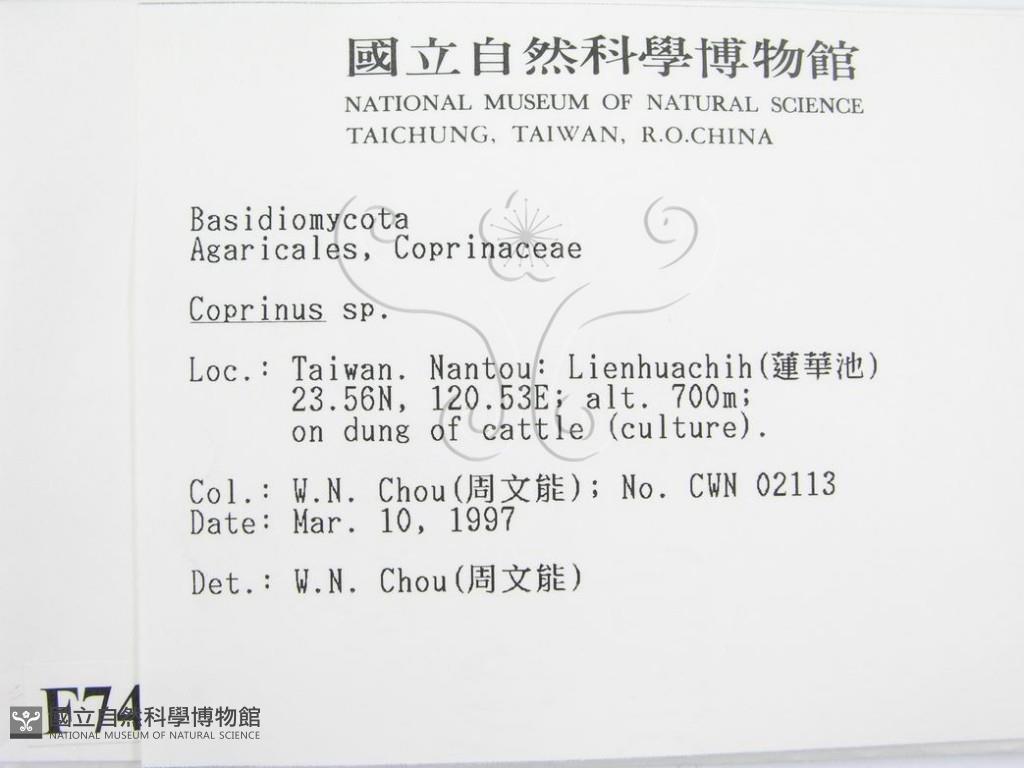 國立自然科學博物館
NATIONAL MUSEUM OF NATURAL SCIENCE
TAICHUNG, TAIWAN, R.O.CHINA
Basidiomycota
Agaricales, Coprinaceae
Coprinus sp.
Loc.: Taiwan. Nantou: Lienhuachih(蓮華池)
23.56N, 120.53E; alt. 700m;
on dung of cattle (culture).
Col.: W.N. Chou(周文能); No. CWN 02113
Date: Mar. 10, 1997
Det.: W.N. Chou(周文能)
F74
國立自然科學博物館
NATIONAL MUSEUM OF NATURAL SCIENCE